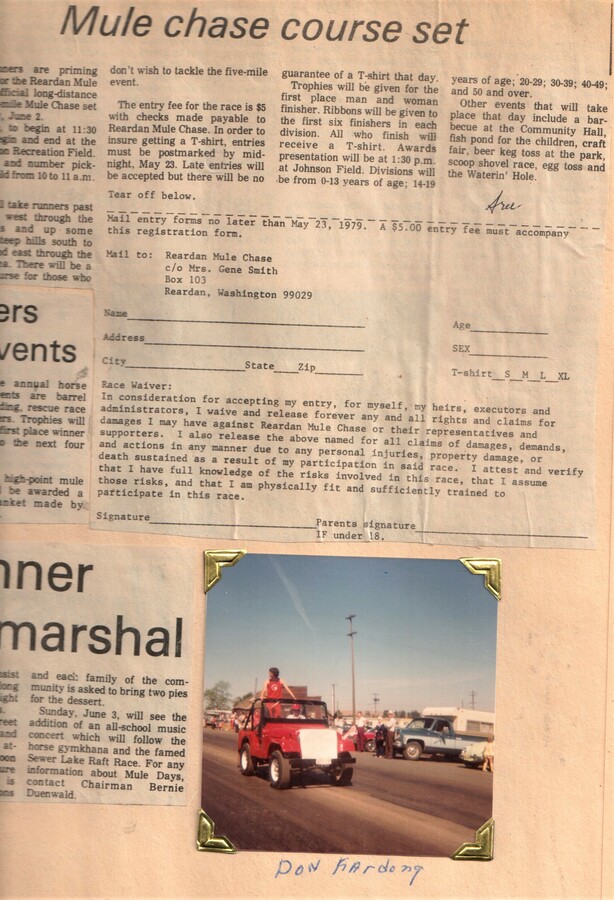 Mule chase course set
ners are priming
or the Reardan Mule
fficial long-distance
mile Mule Chase set
, June 2.
to begin at 11:30
gin and end at the
n Recreation Field.
and number pick-
ld from 10 to 11 a.m.
l take runners past
west through the
s and up some
teep hills south to
d east through the
a. There will be a
urse for those who
don't wish to tackle the five-mile
event.
The entry fee for the race is $5
with checks made payable to
Reardan Mule Chase. In order to
insure getting a T-shirt, entries
must be postmarked by mid-
night, May 23. Late entries will
be accepted but there will be no
guarantee of a T-shirt that day.
Trophies will be given for the
first place man and woman
finisher. Ribbons will be given to
the first six finishers in each
division. All who finish will
receive a T-shirt. Awards
presentation will be at 1:30 p.m.
at Johnson Field. Divisions will
be from 0-13 years of age; 14-19
years of age; 20-29; 30-39; 40-49;
and 50 and over.
Other events that will take
place that day include a bar-
becue at the Community Hall,
fish pond for the children, craft
fair, beer keg toss at the park,
scoop shovel race, egg toss and
the Waterin' Hole.
Tear off below.
Mail entry forms no later than May 23, 1979. A $5.00 entry fee must accompany
this registration form.
Mail to: Reardan Mule Chase
c/o Mrs. Gene Smith
Box 103
Reardan, Washington 99029
Name
Age
Address
SEX
City State Zip
T-shirt S M L XL
Race Waiver:
In consideration for accepting my entry, for myself, my heirs, executors and
administrators, I waive and release forever any and all rights and claims for
damages I may have against Reardan Mule Chase or their representatives and
supporters. I also release the above named for all claims of damages, demands,
and actions in any manner due to any personal injuries, property damage, or
death sustained as a result of my participation in said race. I attest and verify
that I have full knowledge of the risks involved in this race, that I assume
those risks, and that I am physically fit and sufficiently trained to
participate in this race.
Signature Parents signature
IF under 18.
ers
vents
e annual horse
ents are barrel
ding, rescue race
ers. Trophies will
first place winner
o the next four
high-point mule
l be awarded a
nket made by
nner
marshal
sist
long
ight
reet
and
at-
oon
ure
is
ons
and each family of the com-
munity is asked to bring two pies
for the dessert.
Sunday, June 3, will see the
addition of an all-school music
concert which will follow the
horse gymkhana and the famed
Sewer Lake Raft Race. For any
information about Mule Days,
contact Chairman Bernie
Duenwald.
Don Kardong